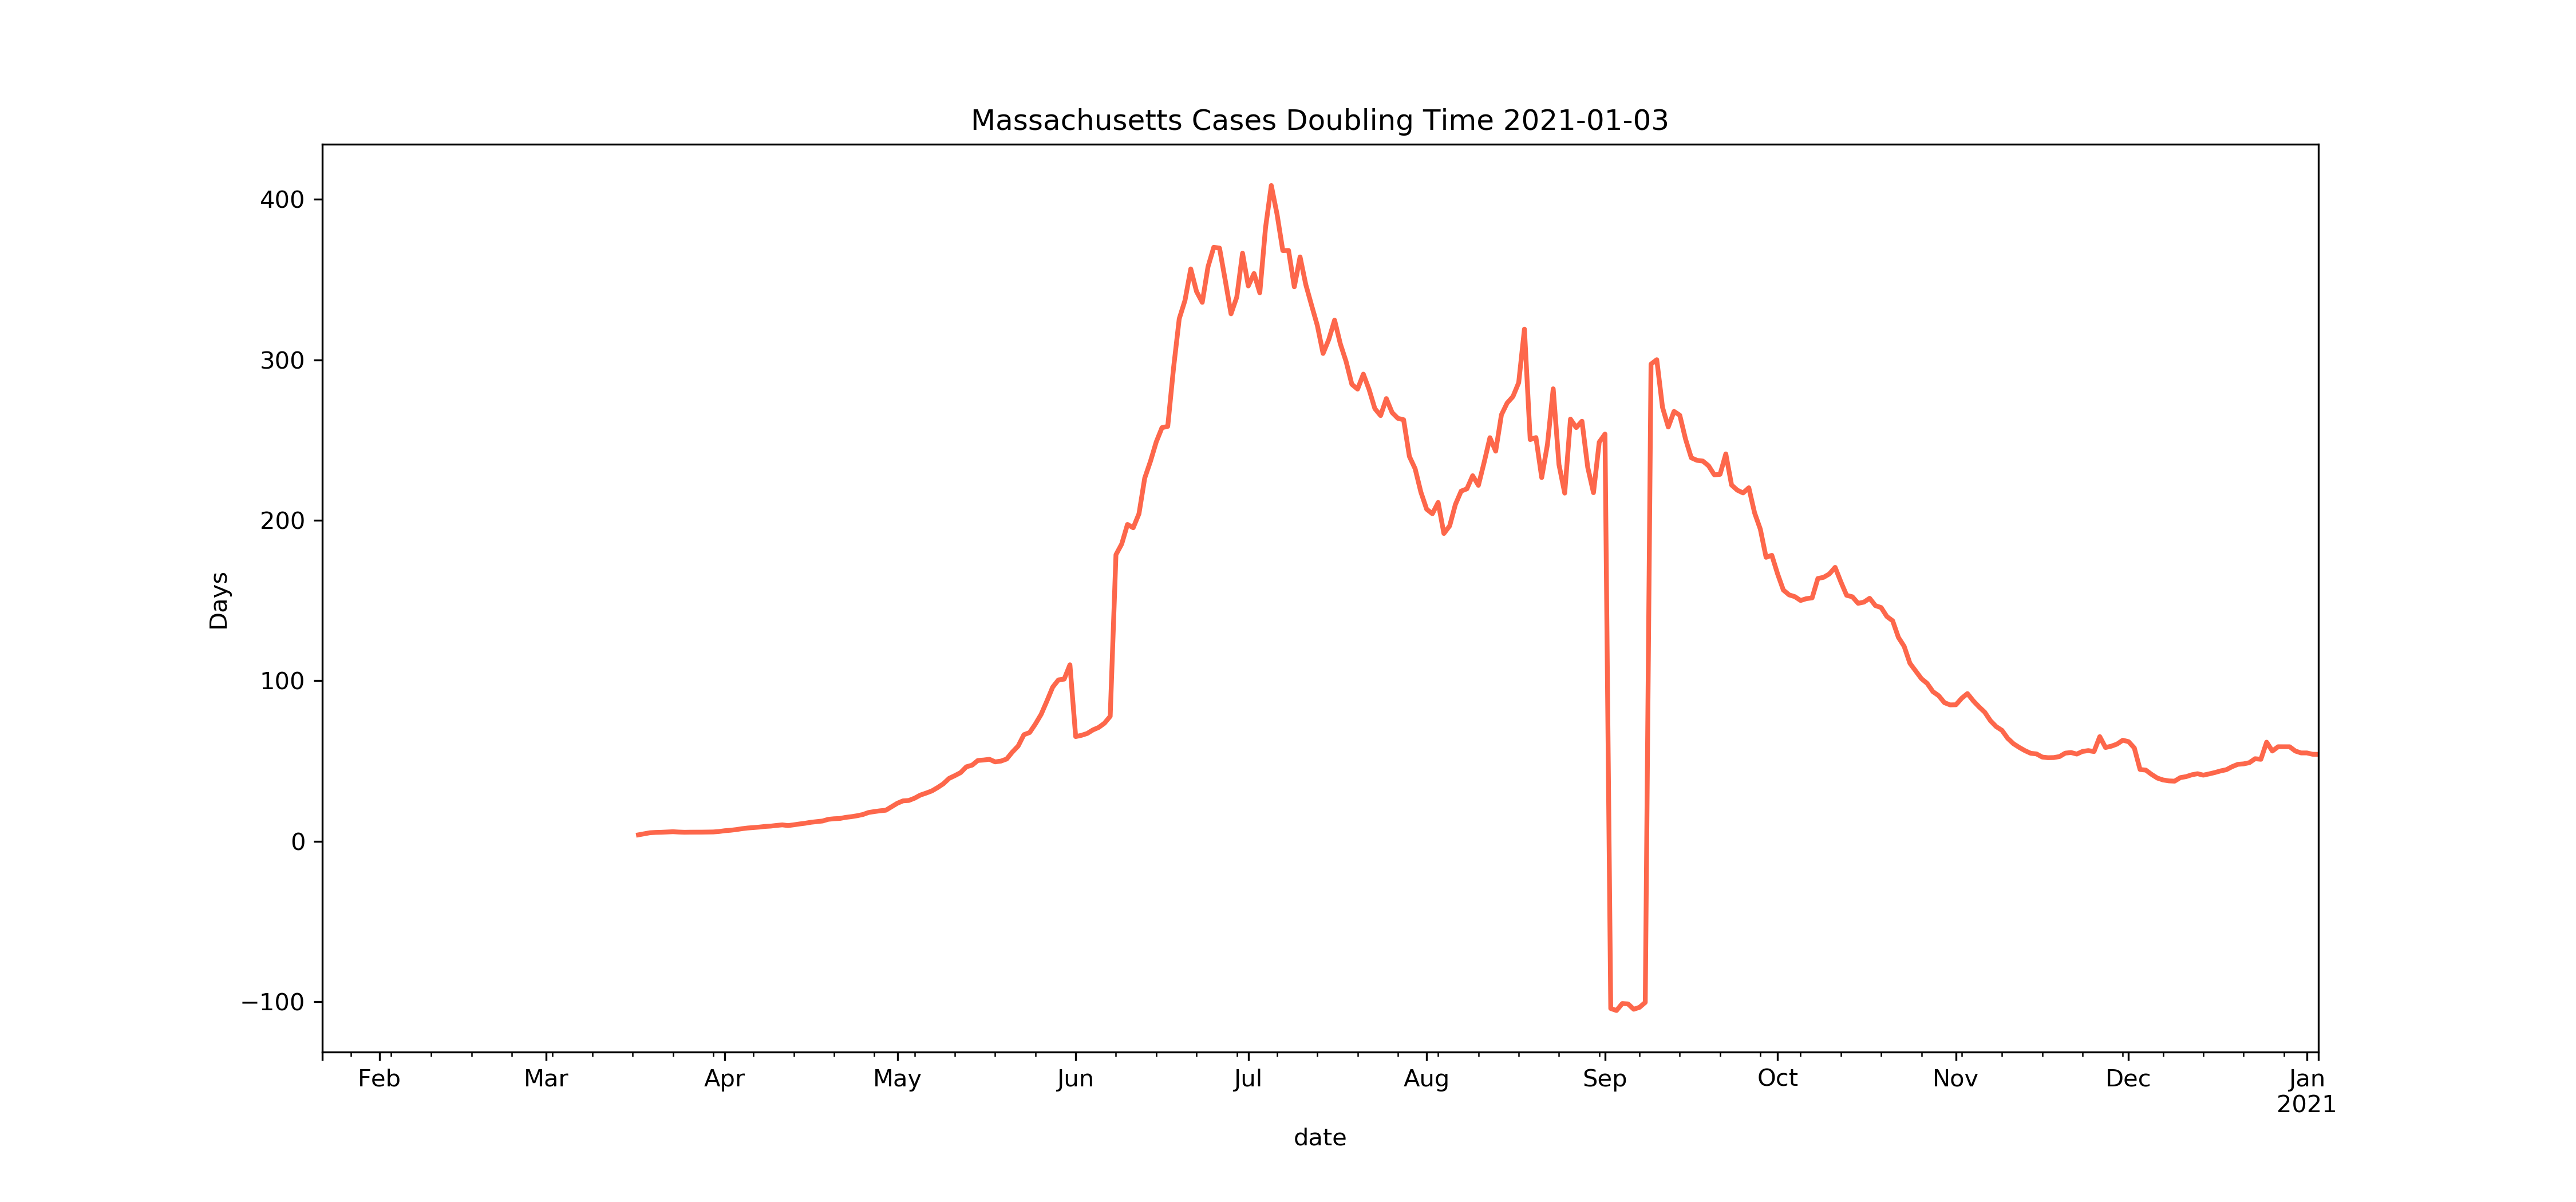 Massachusetts Cases Doubling Time 2021-01-03
400
300
200
100
0
−100
Days
Feb Mar Apr May Jun Jul Aug Sep Oct Nov Dec Jan
2021
date